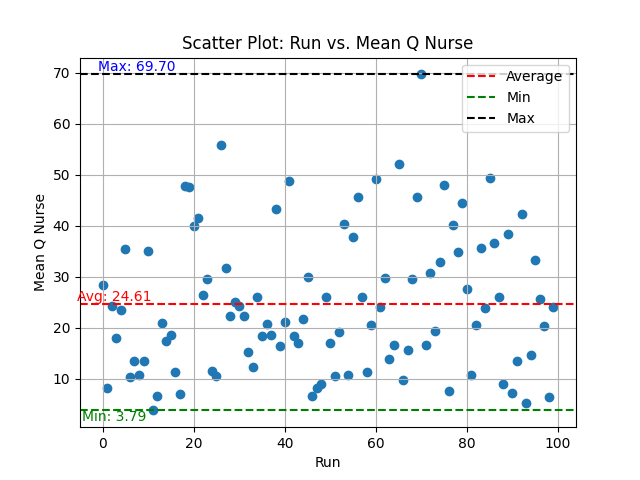 Scatter Plot: Run vs. Mean Q Nurse
Max: 69.70
Average
Min
Max
Avg: 24.61
Min: 3.79
70
60
50
40
30
20
10
Mean Q Nurse
0
20
40
60
80
100
Run